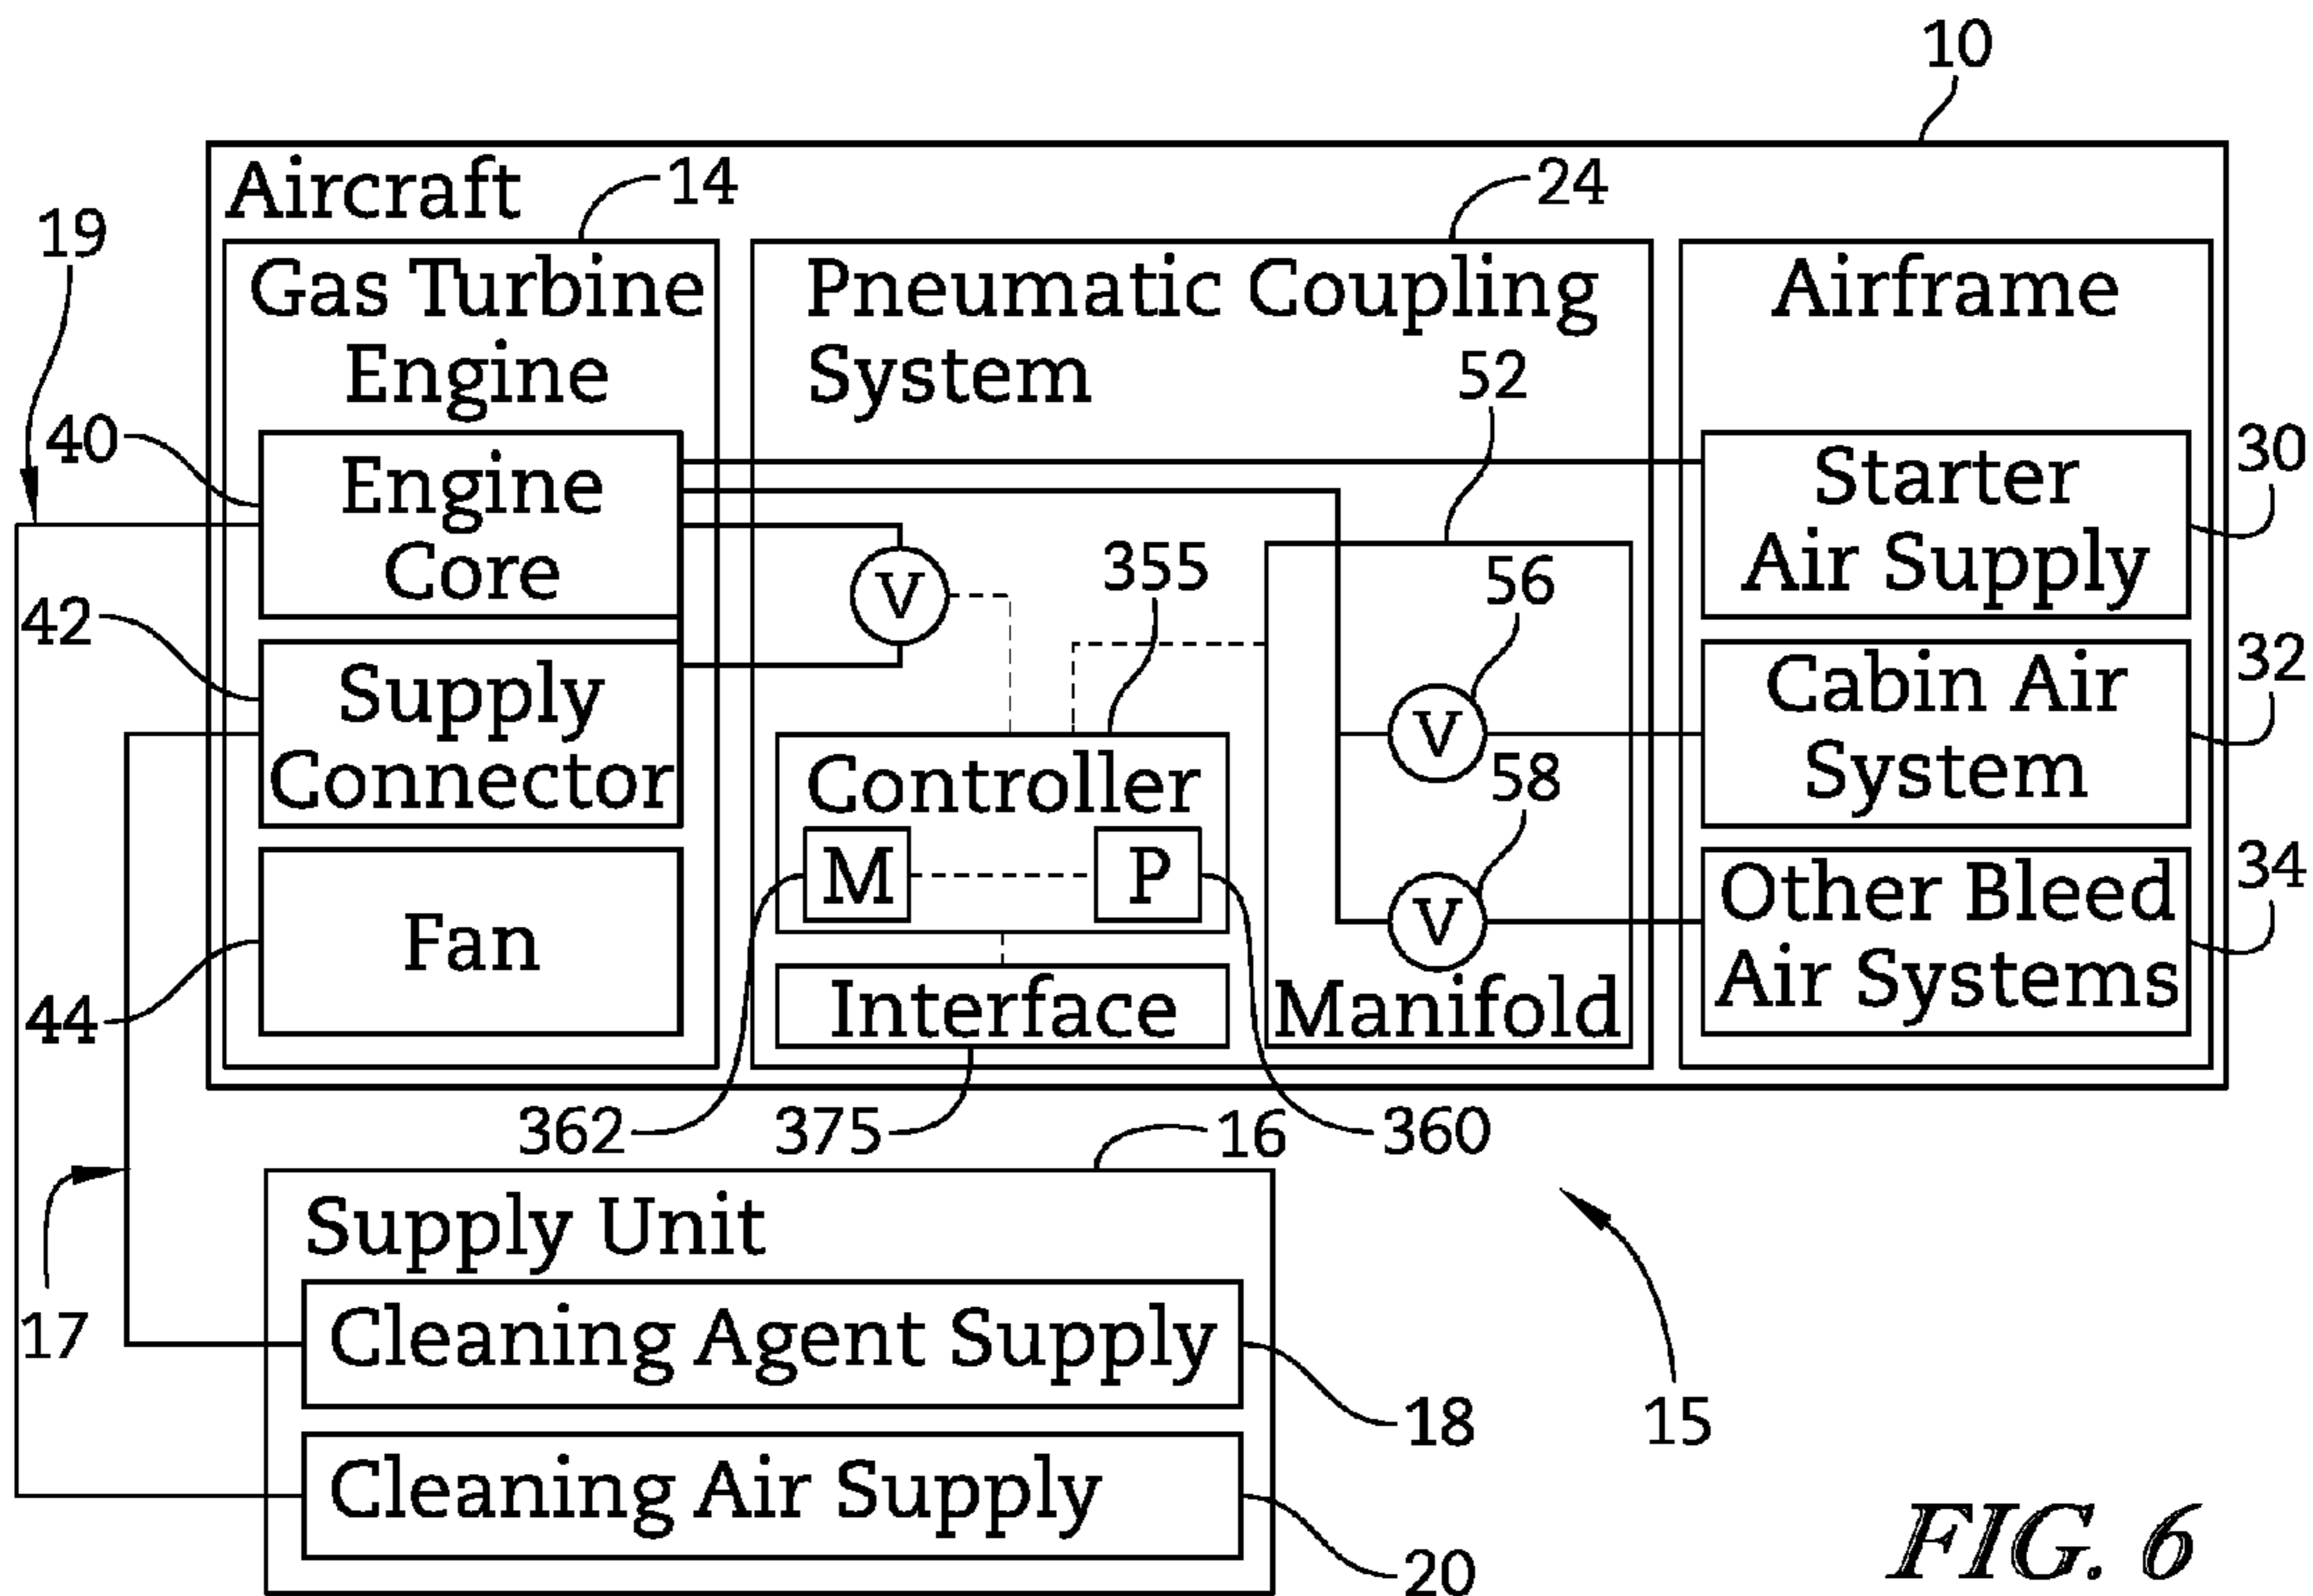 10
Aircraft
14
24
19
Gas Turbine
Engine
Pneumatic Coupling
System
Airframe
52
40
Engine
Core
30
Starter
Air Supply
V
355
56
42
Supply
Connector
32
Cabin Air
System
V
58
Controller
M
P
34
Other Bleed
Air Systems
V
Fan
44
Interface
Manifold
362
375
16
360
Supply Unit
17
Cleaning Agent Supply
18
15
Cleaning Air Supply
20
FIG. 6